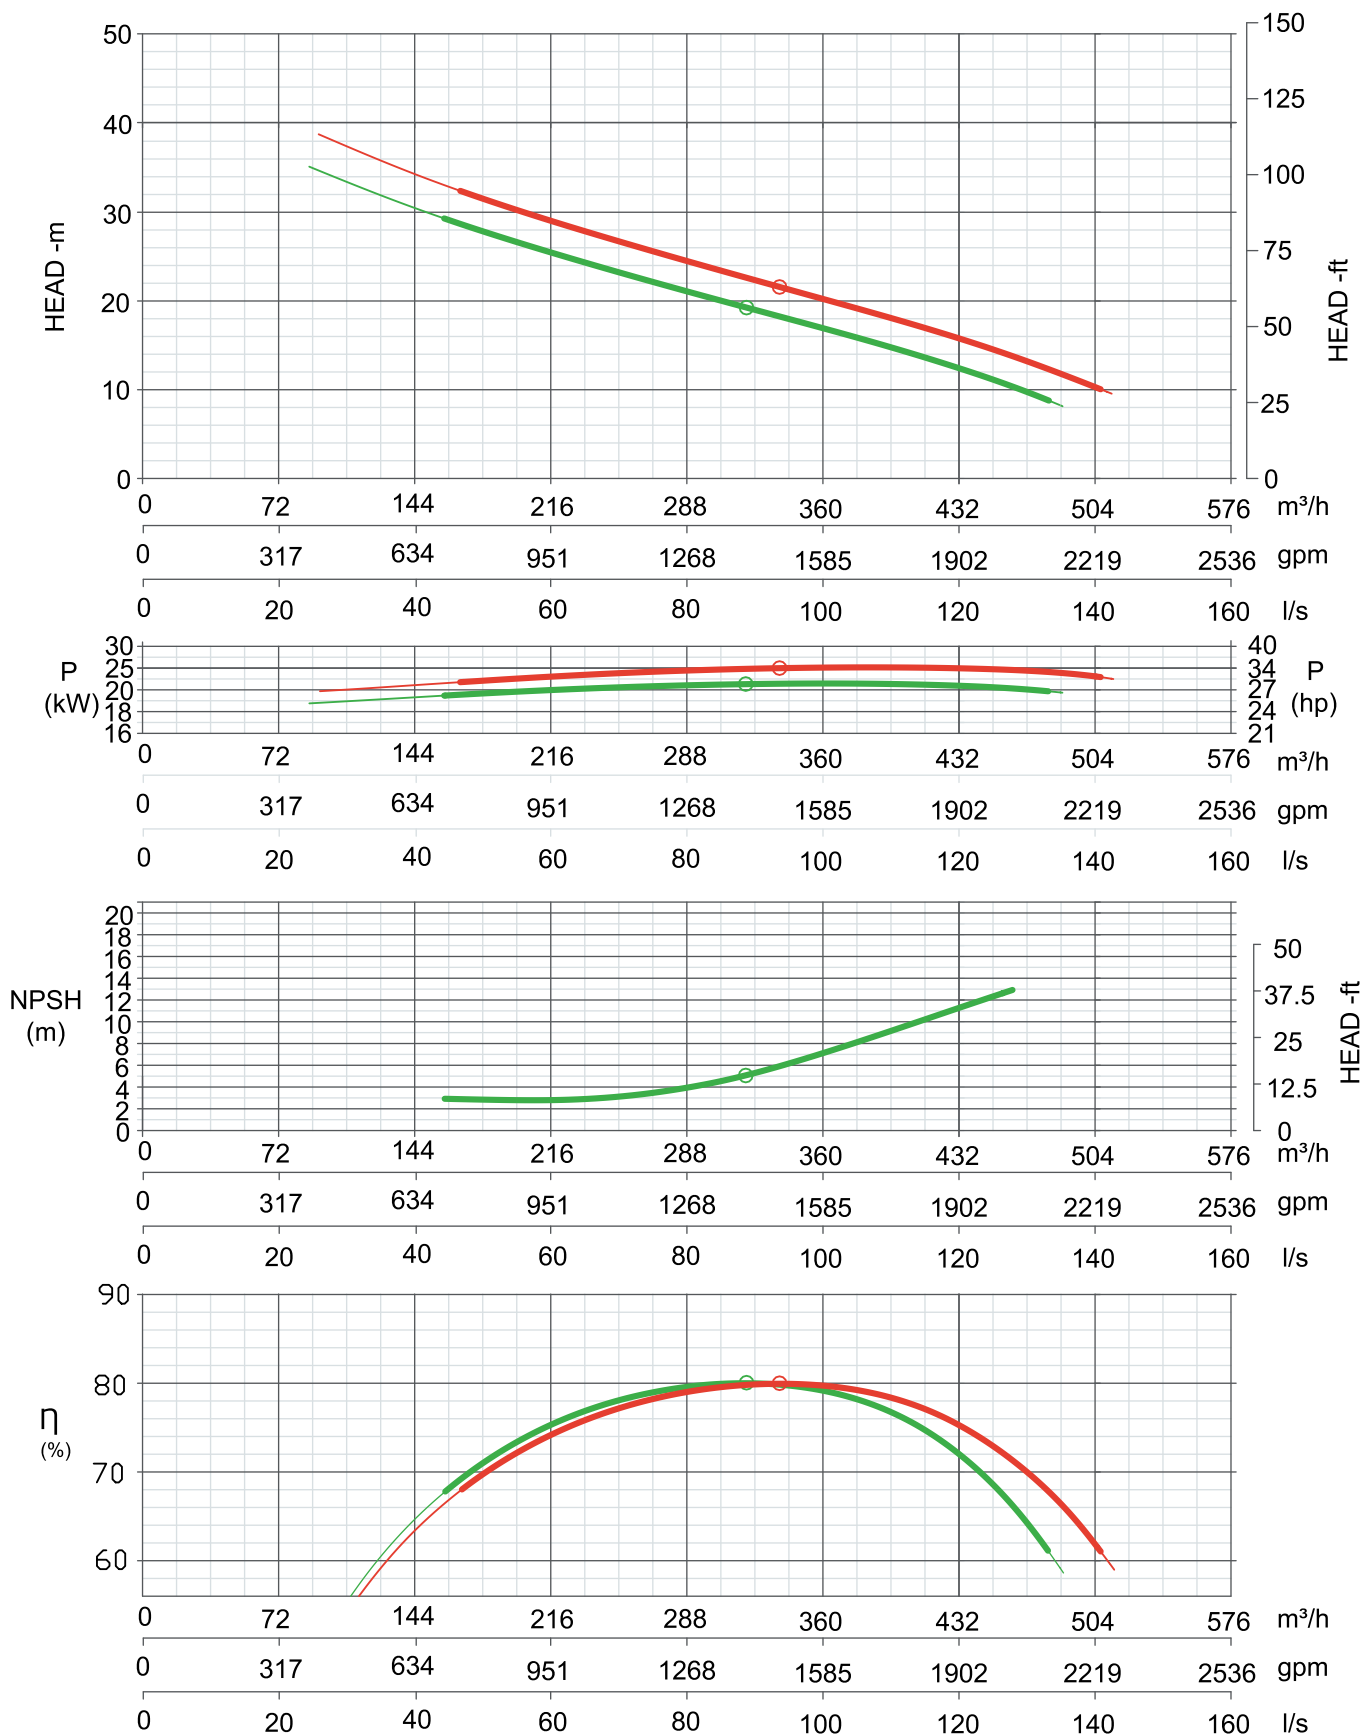 50
40
30
20
10
0
HEAD -m
150
125
100
75
50
25
0
HEAD -ft
0 72 144 216 288 360 432 504 576 m³/h
0 317 634 951 1268 1585 1902 2219 2536 gpm
0 20 40 60 80 100 120 140 160 l/s
P
(kW)
30
25
20
18
16
40
34
27
24
21
P
(hp)
0 72 144 216 288 360 432 504 576 m³/h
0 317 634 951 1268 1585 1902 2219 2536 gpm
0 20 40 60 80 100 120 140 160 l/s
NPSH
(m)
20
18
16
14
12
10
8
6
4
2
0
50
37.5
25
12.5
0
HEAD -ft
0 72 144 216 288 360 432 504 576 m³/h
0 317 634 951 1268 1585 1902 2219 2536 gpm
0 20 40 60 80 100 120 140 160 l/s
η
(%)
90
80
70
60
0 72 144 216 288 360 432 504 576 m³/h
0 317 634 951 1268 1585 1902 2219 2536 gpm
0 20 40 60 80 100 120 140 160 l/s